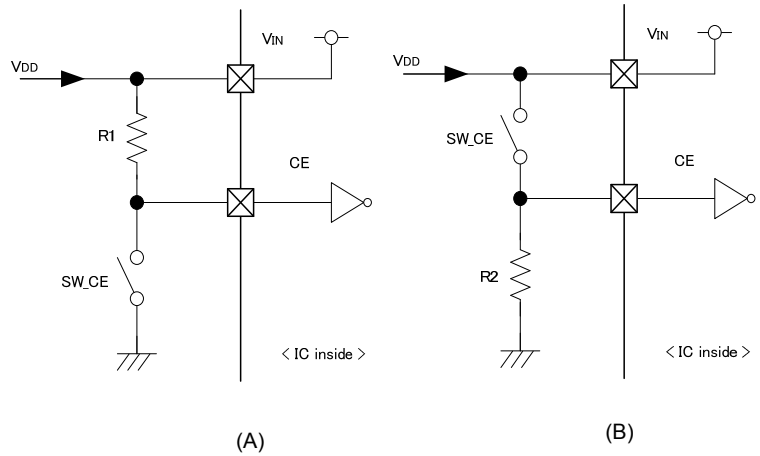 VDD
VIN
R1
CE
SW_CE
< IC inside >
(A)
VDD
VIN
SW_CE
CE
R2
< IC inside >
(B)